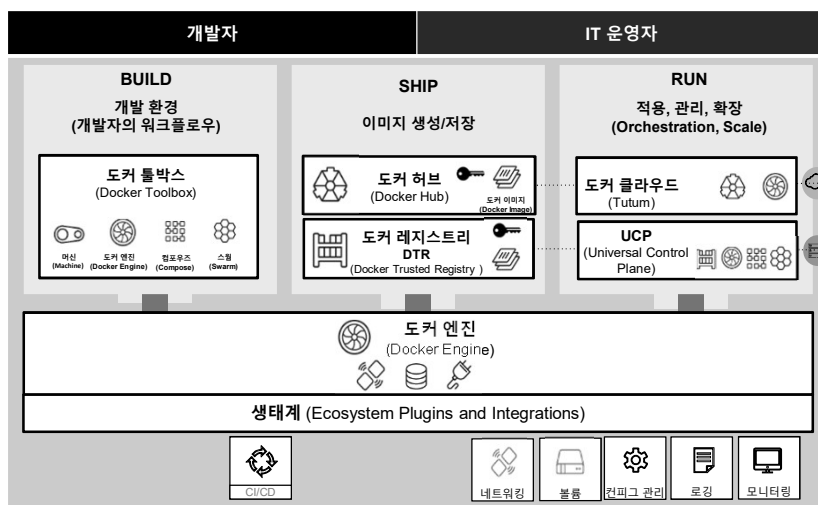 개발자
IT 운영자
BUILD
개발 환경
(개발자의 워크플로우)
도커 툴박스
(Docker Toolbox)
머신
(Machine)
도커 엔진
(Docker Engine)
컴포우즈
(Compose)
스웜
(Swarm)
SHIP
이미지 생성/저장
도커 허브
(Docker Hub)
도커 이미지
(Docker Image)
도커 레지스트리
DTR
(Docker Trusted Registry )
RUN
적용, 관리, 확장
(Orchestration, Scale)
도커 클라우드
(Tutum)
UCP
(Universal Control
Plane)
도커 엔진
(Docker Engine)
생태계 (Ecosystem Plugins and Integrations)
CI/CD
네트워킹
볼륨
컨피그 관리
로깅
모니터링